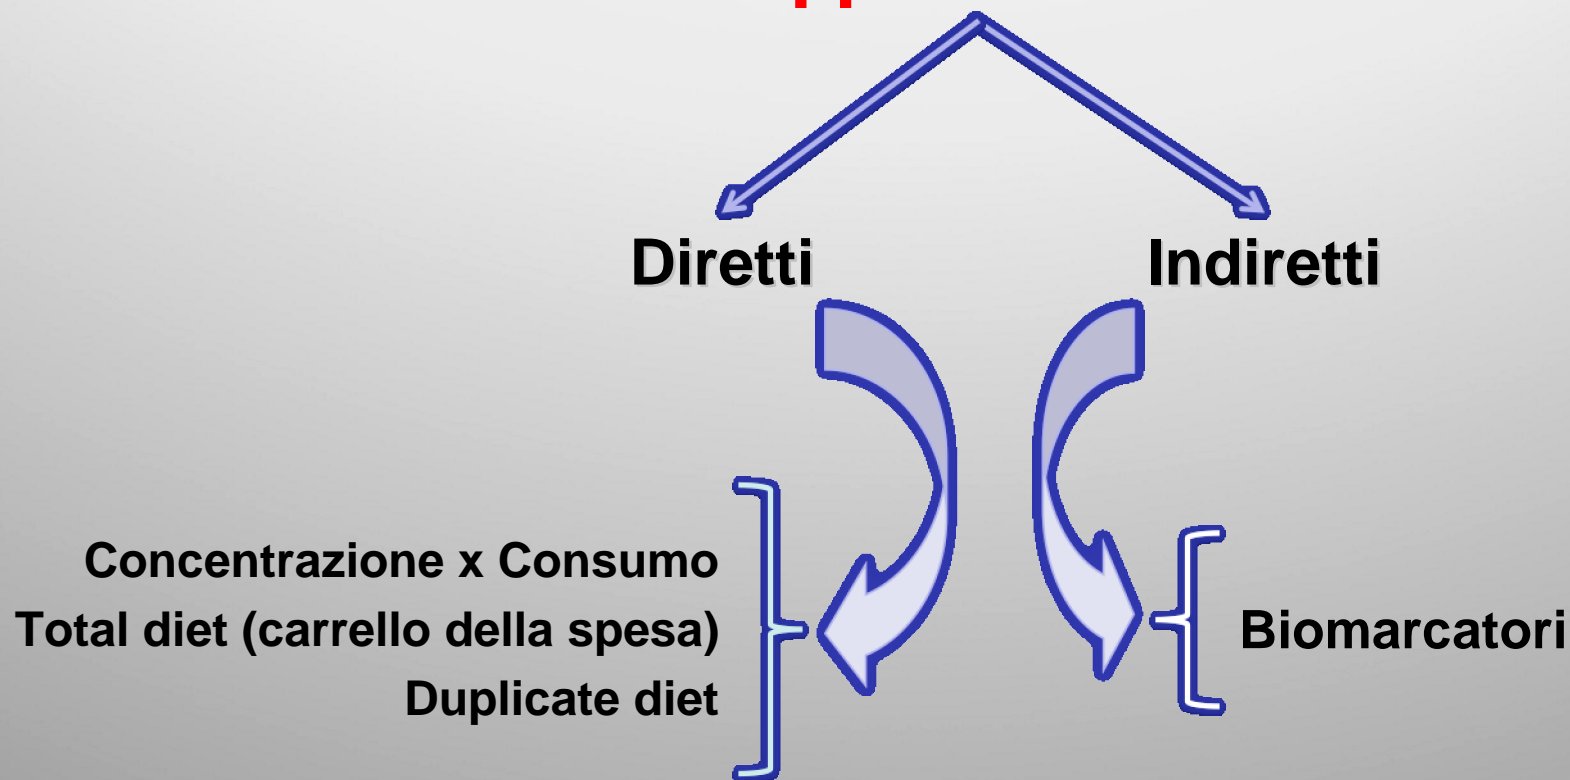 Diretti
Indiretti
Concentrazione x Consumo
Total diet (carrello della spesa)
Duplicate diet
Biomarcatori